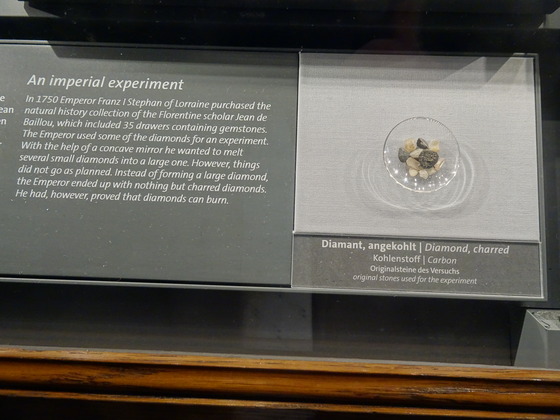 e
ean
en
An imperial experiment
In 1750 Emperor Franz I Stephan of Lorraine purchased the
natural history collection of the Florentine scholar Jean de
Baillou, which included 35 drawers containing gemstones.
The Emperor used some of the diamonds for an experiment.
With the help of a concave mirror he wanted to melt
several small diamonds into a large one. However, things
did not go as planned. Instead of forming a large diamond,
the Emperor ended up with nothing but charred diamonds.
He had, however, proved that diamonds can burn.
Diamant, angekohlt | Diamond, charred
Kohlenstoff | Carbon
Originalsteine des Versuchs
original stones used for the experiment